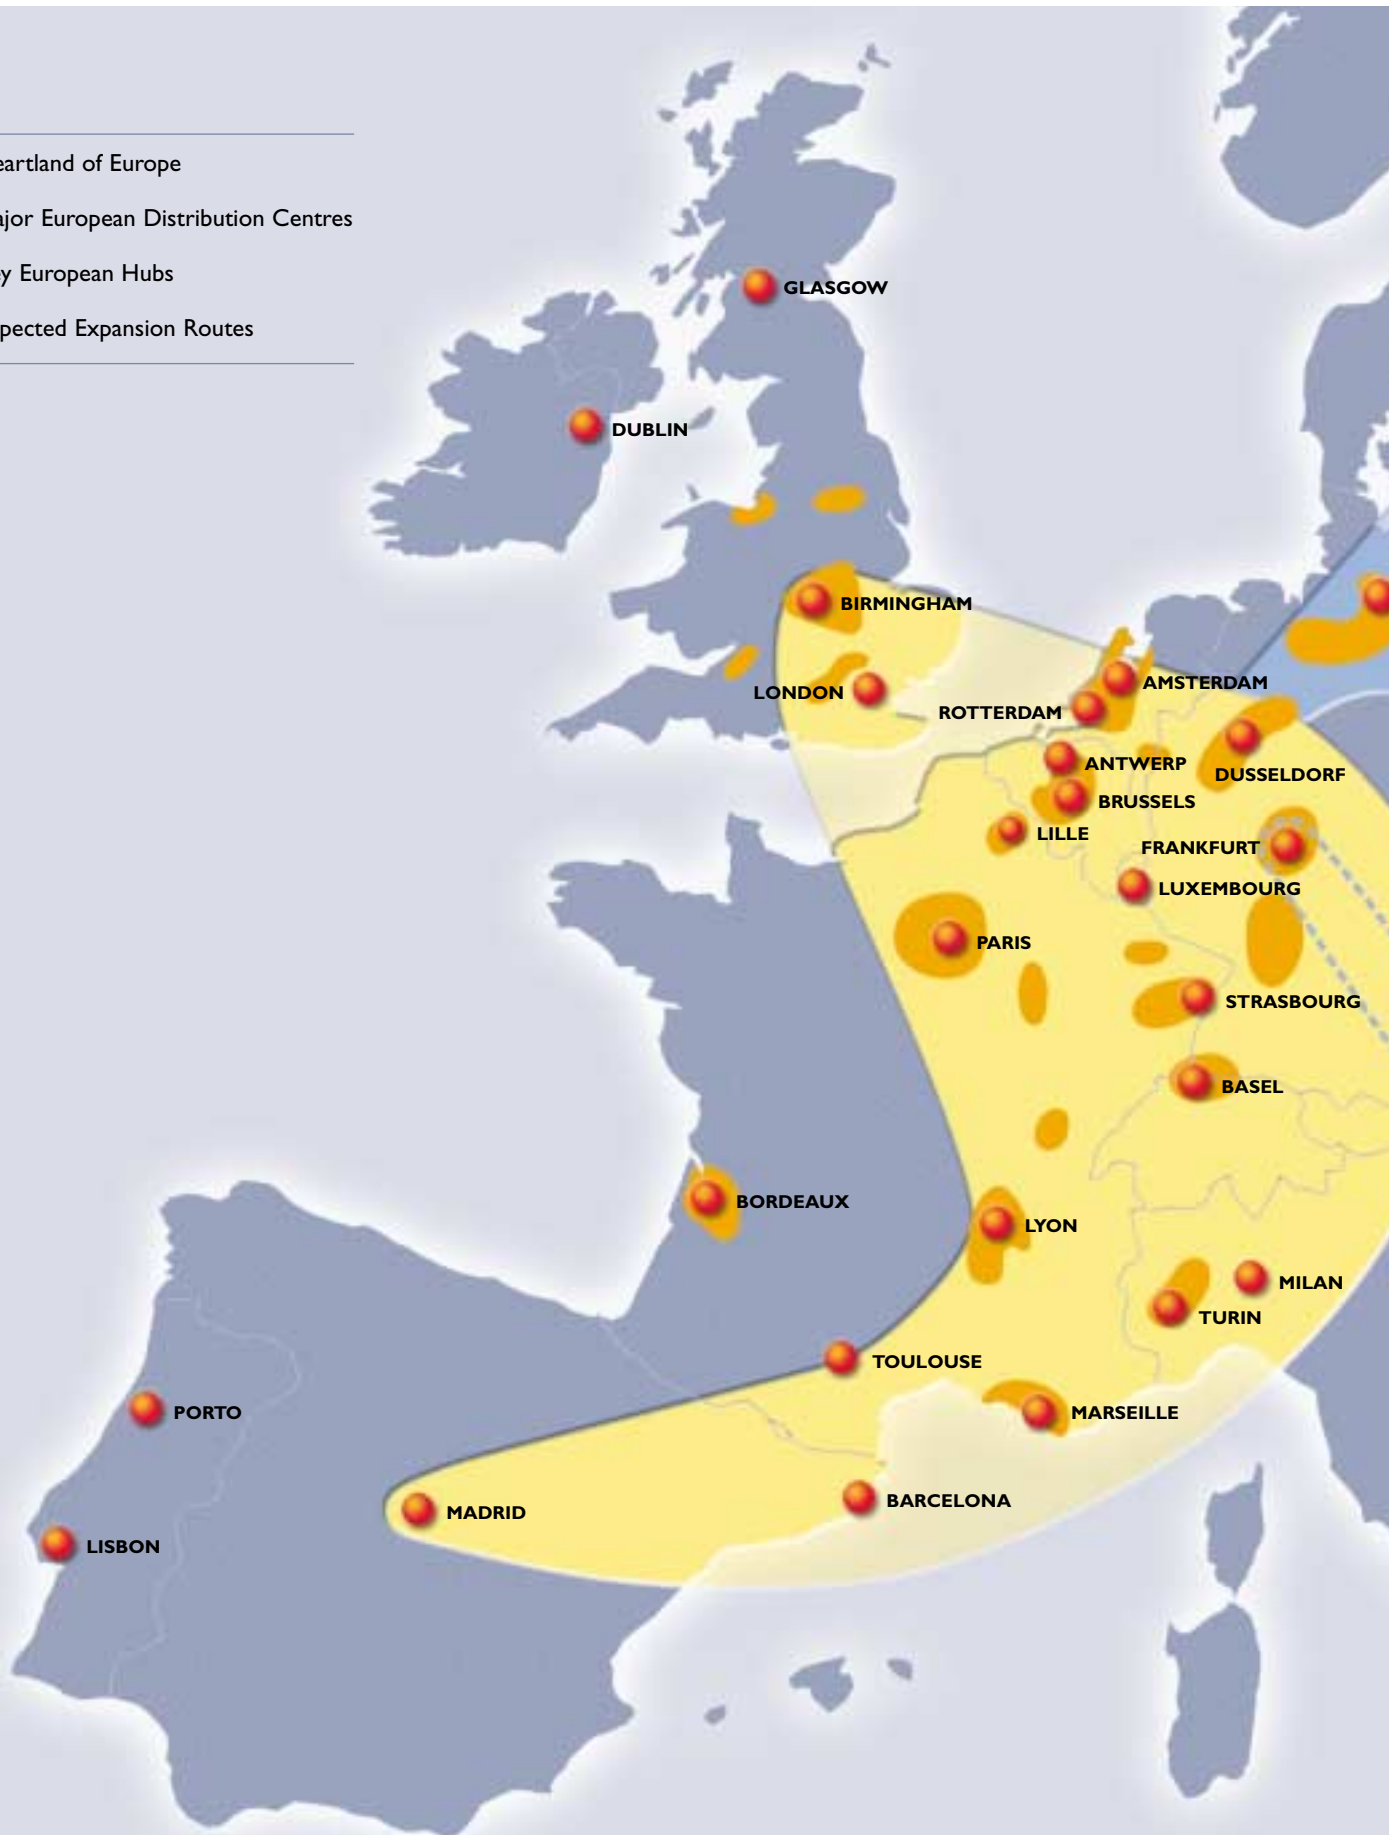 eartland of Europe
ajor European Distribution Centres
y European Hubs
pected Expansion Routes
GLASGOW
DUBLIN
BIRMINGHAM
LONDON
AMSTERDAM
ROTTERDAM
ANTWERP
DUSSELDORF
BRUSSELS
LILLE
FRANKFURT
LUXEMBOURG
PARIS
STRASBOURG
BASEL
BORDEAUX
LYON
MILAN
TURIN
TOULOUSE
PORTO
MARSEILLE
BARCELONA
MADRID
LISBON